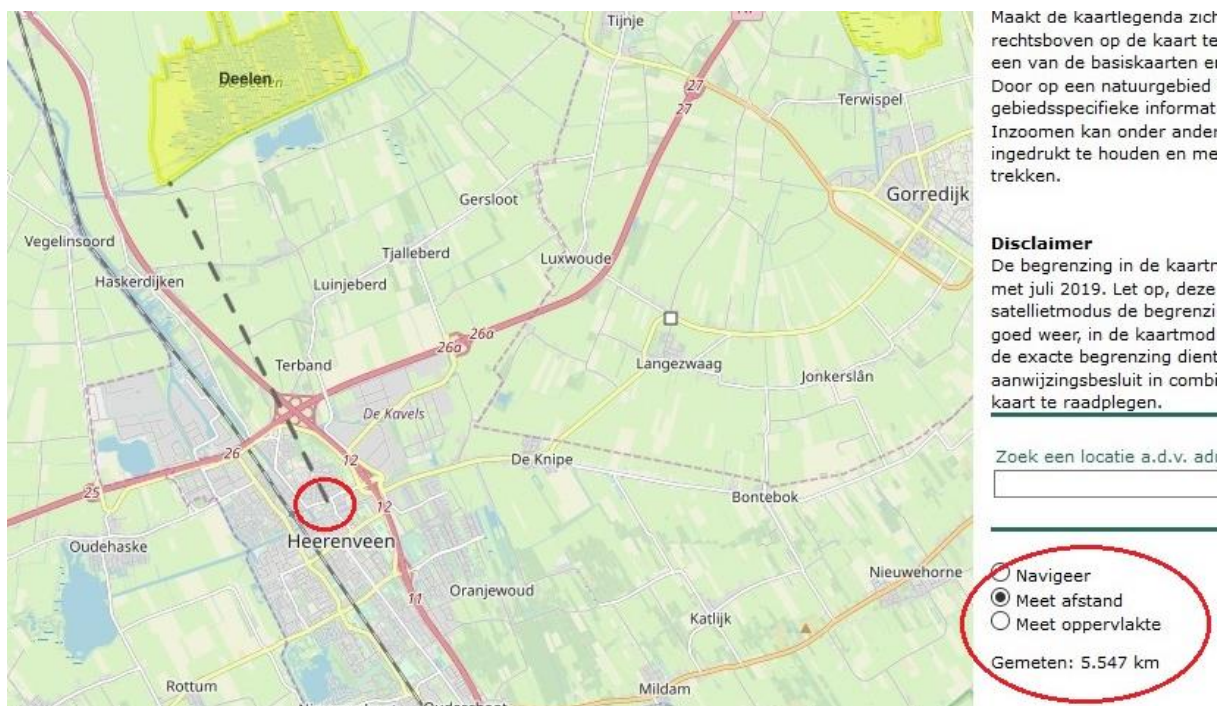 Tijnje
Deelen
De Deelen
27
27
Terwispel
Gorredijk
Gersloot
Vegelinsoord
Tjalleberd
Luxwoude
Haskerdijken
Luinjeberd
26a
26a
Terband
Langezwaag
Jonkerslân
De Kavels
26
12
De Knipe
25
12
Bontebok
Heerenveen
Oudehaske
Oranjewoud
11
Nieuwehorne
Katlijk
Rottum
Mildam
Maakt de kaartlegenda zich
rechtsboven op de kaart te
een van de basiskaarten en
Door op een natuurgebied
gebiedsspecifieke informat
Inzoomen kan onder ander
ingedrukt te houden en me
trekken.
Disclaimer
De begrenzing in de kaartm
met juli 2019. Let op, deze
satellietmodus de begrenzi
goed weer, in de kaartmod
de exacte begrenzing dient
aanwijzingsbesluit in combi
kaart te raadplegen.
Zoek een locatie a.d.v. adr
Navigeer
Meet afstand
Meet oppervlakte
Gemeten: 5.547 km